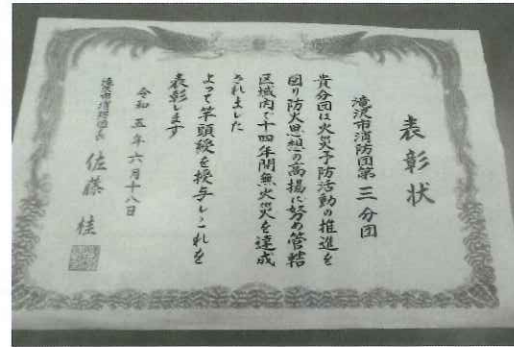 表彰状
滝沢市消防団第三分団
貴分団は火災予防活動の推進を
図り防火思想の高揚に努め管轄
区域内で十四年間無火災を達成
されました
よって竿頭綬を授与しこれを
表彰します
令和五年六月十八日
滝沢市消防団長 佐藤 桂